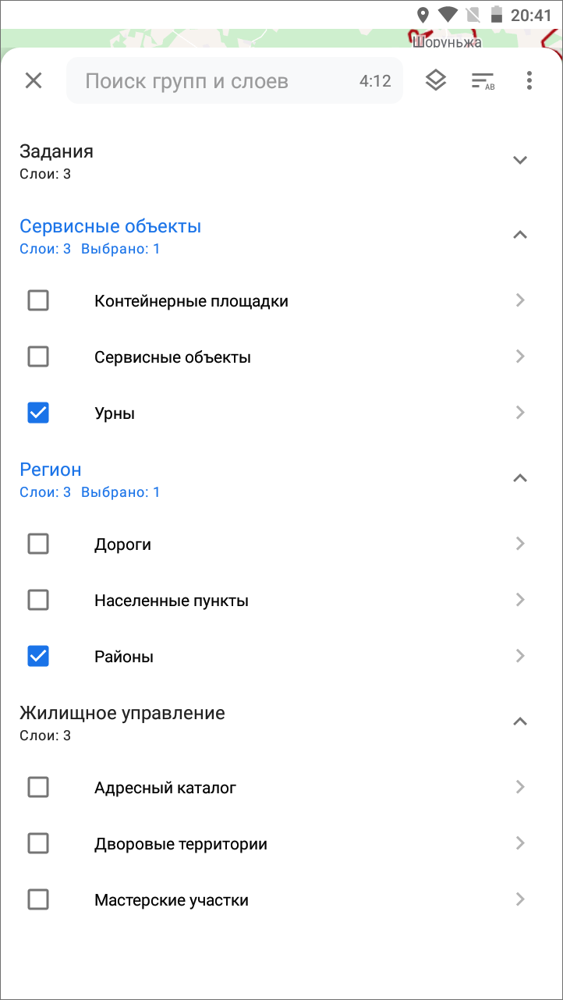 20:41
Шоруньжа
Поиск групп и слоев 4:12 AB
Задания
Слои: 3
Сервисные объекты
Слои: 3 Выбрано: 1
Контейнерные площадки
Сервисные объекты
Урны
Регион
Слои: 3 Выбрано: 1
Дороги
Населенные пункты
Районы
Жилищное управление
Слои: 3
Адресный каталог
Дворовые территории
Мастерские участки